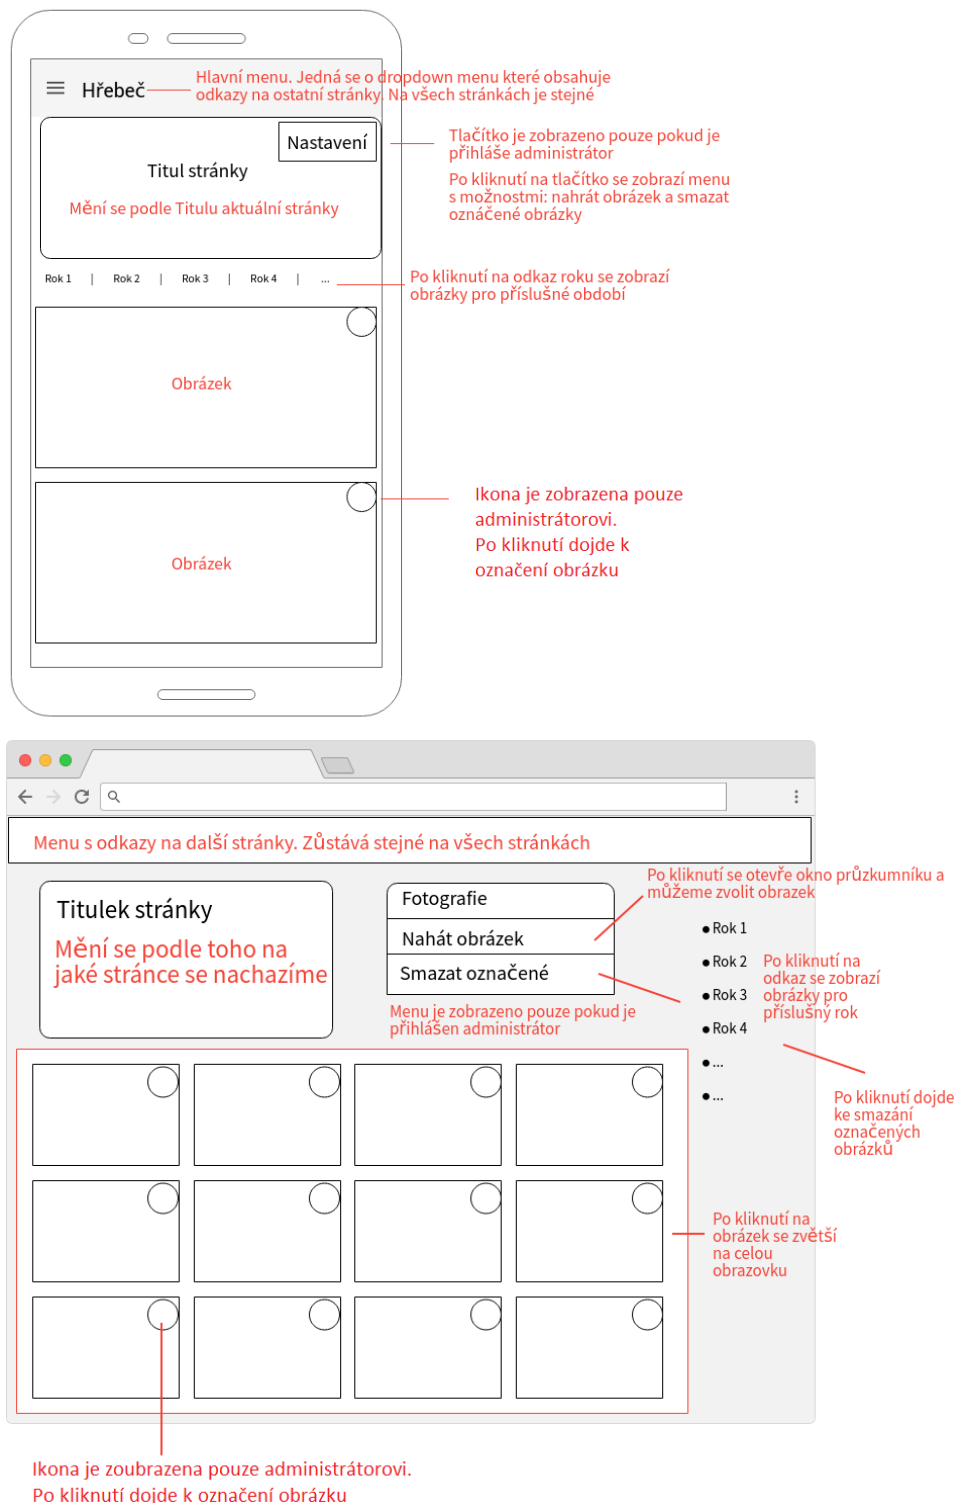 Hřebeč
Hlavní menu. Jedná se o dropdown menu které obsahuje
odkazy na ostatní stránky. Na všech stránkách je stejné
Nastavení
Tlačítko je zobrazeno pouze pokud je
přihláše administrátor
Titul stránky
Po kliknutí na tlačítko se zobrazí menu
s možnostmi: nahrát obrázek a smazat
oznáčené obrázky
Mění se podle Titulu aktuální stránky
Rok 1 | Rok 2 | Rok 3 | Rok 4 | ...
Po kliknutí na odkaz roku se zobrazí
obrázky pro příslušné období
Obrázek
Ikona je zobrazena pouze
administrátorovi.
Po kliknutí dojde k
označení obrázku
Obrázek
Menu s odkazy na další stránky. Zůstává stejné na všech stránkách
Po kliknutí se otevře okno průzkumníku a
můžeme zvolit obrazek
Titulek stránky
Mění se podle toho na
jaké stránce se nachazíme
Fotografie
Nahát obrázek
Smazat označené
Menu je zobrazeno pouze pokud je
přihlášen administrátor
● Rok 1
● Rok 2
● Rok 3
● Rok 4
● ...
● ...
Po kliknutí na
odkaz se zobrazí
obrázky pro
příslušný rok
Po kliknutí dojde
ke smazání
označených
obrázků
Po kliknutí na
obrázek se zvětší
na celou
obrazovku
Ikona je zoubrazena pouze administrátorovi.
Po kliknutí dojde k označení obrázku